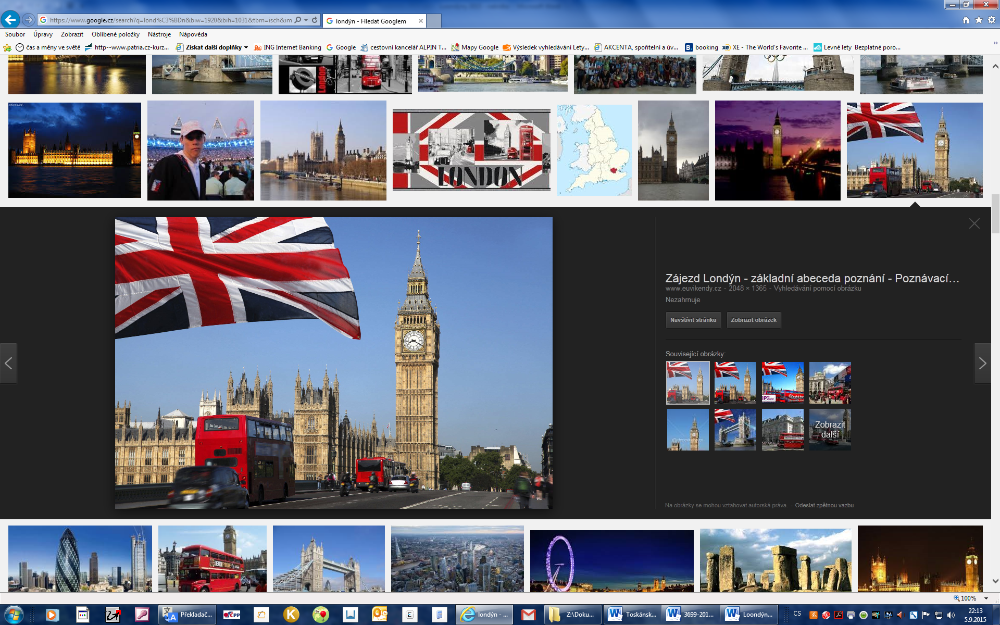 https://www.google.cz/search?q=lond%C3%BDn&biw=1920&bih=1031&tbm=isch&im
londýn - Hledat Googlem
Soubor Úpravy Zobrazit Oblíbené položky Nástroje Nápověda
čas a měny ve světě http--www.patria.cz-kurz... Získat další doplňky ING Internet Banking Google cestovní kancelář ALPIN T... Mapy Google Výsledek vyhledávání Lety... AKCENTA, spořitelní a úv... booking XE - The World's Favorite ... Levné lety Bezplatné poro...
London
Miras.cz
LONDON
Zájezd Londýn - základní abeceda poznání - Poznávací...
www.euvikendy.cz - 2048 × 1365 - Vyhledávání pomocí obrázku
Nezahrnuje
Navštívit stránku Zobrazit obrázek
Související obrázky:
Zobrazit
další
Na obrázky se mohou vztahovat autorská práva. - Odeslat zpětnou vazbu
100%
Překladač... ČPP londýn - ... Z:\Doku... Toskánsk... 3699-201... Loondýn... CS 22:13
5.9.2015